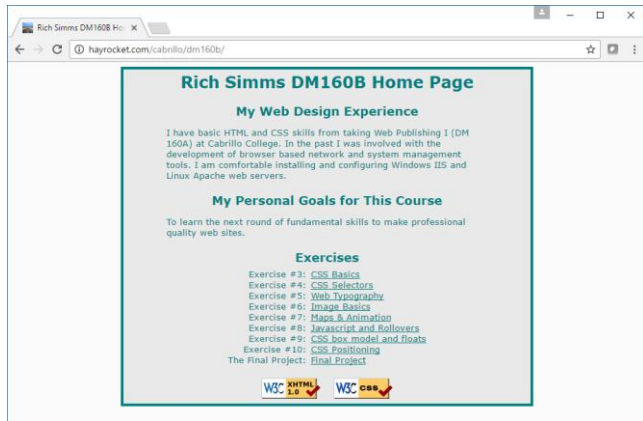 Rich Simms DM160B Ho
hayrocket.com/cabrillo/dm160b/
Rich Simms DM160B Home Page
My Web Design Experience
I have basic HTML and CSS skills from taking Web Publishing I (DM
160A) at Cabrillo College. In the past I was involved with the
development of browser based network and system management
tools. I am comfortable installing and configuring Windows IIS and
Linux Apache web servers.
My Personal Goals for This Course
To learn the next round of fundamental skills to make professional
quality web sites.
Exercises
Exercise #3: CSS Basics
Exercise #4: CSS Selectors
Exercise #5: Web Typography
Exercise #6: Image Basics
Exercise #7: Maps & Animation
Exercise #8: Javascript and Rollovers
Exercise #9: CSS box model and floats
Exercise #10: CSS Positioning
The Final Project: Final Project
W3C XHTML 1.0 W3C CSS